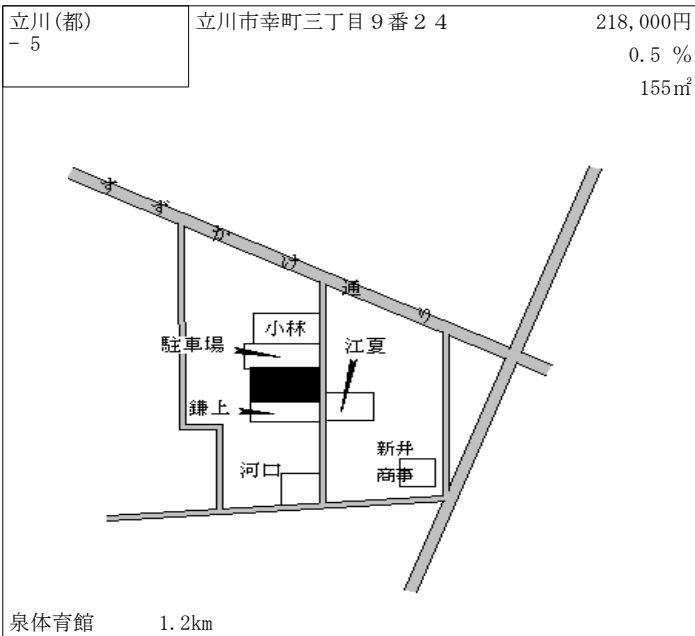 立川(都)
－５
立川市幸町三丁目９番２４
218,000円
0.5 %
155㎡
すずかけ通り
小林
駐車場
江夏
鎌上
新井
商事
河口
泉体育館 1.2km